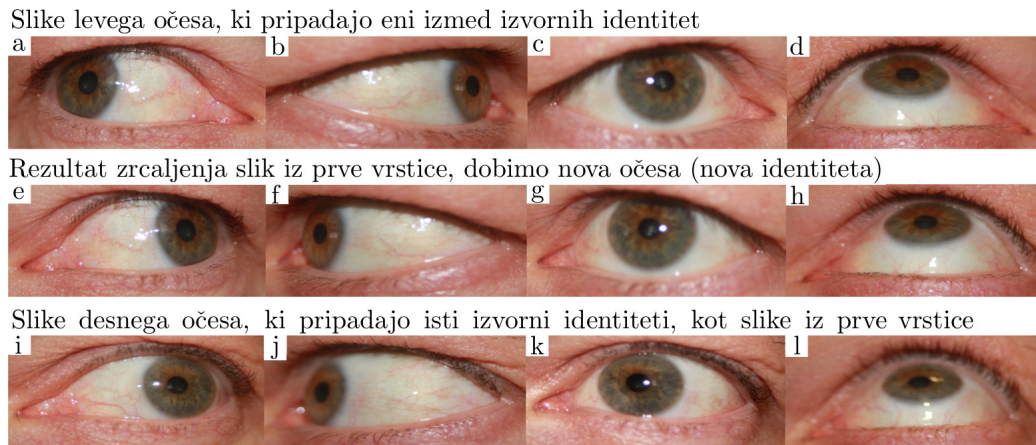 Slike levega očesa, ki pripadajo eni izmed izvornih identitet
a b c d
Rezultat zrcaljenja slik iz prve vrstice, dobimo nova očesa (nova identiteta)
e f g h
Slike desnega očesa, ki pripadajo isti izvorni identiteti, kot slike iz prve vrstice
i j k l